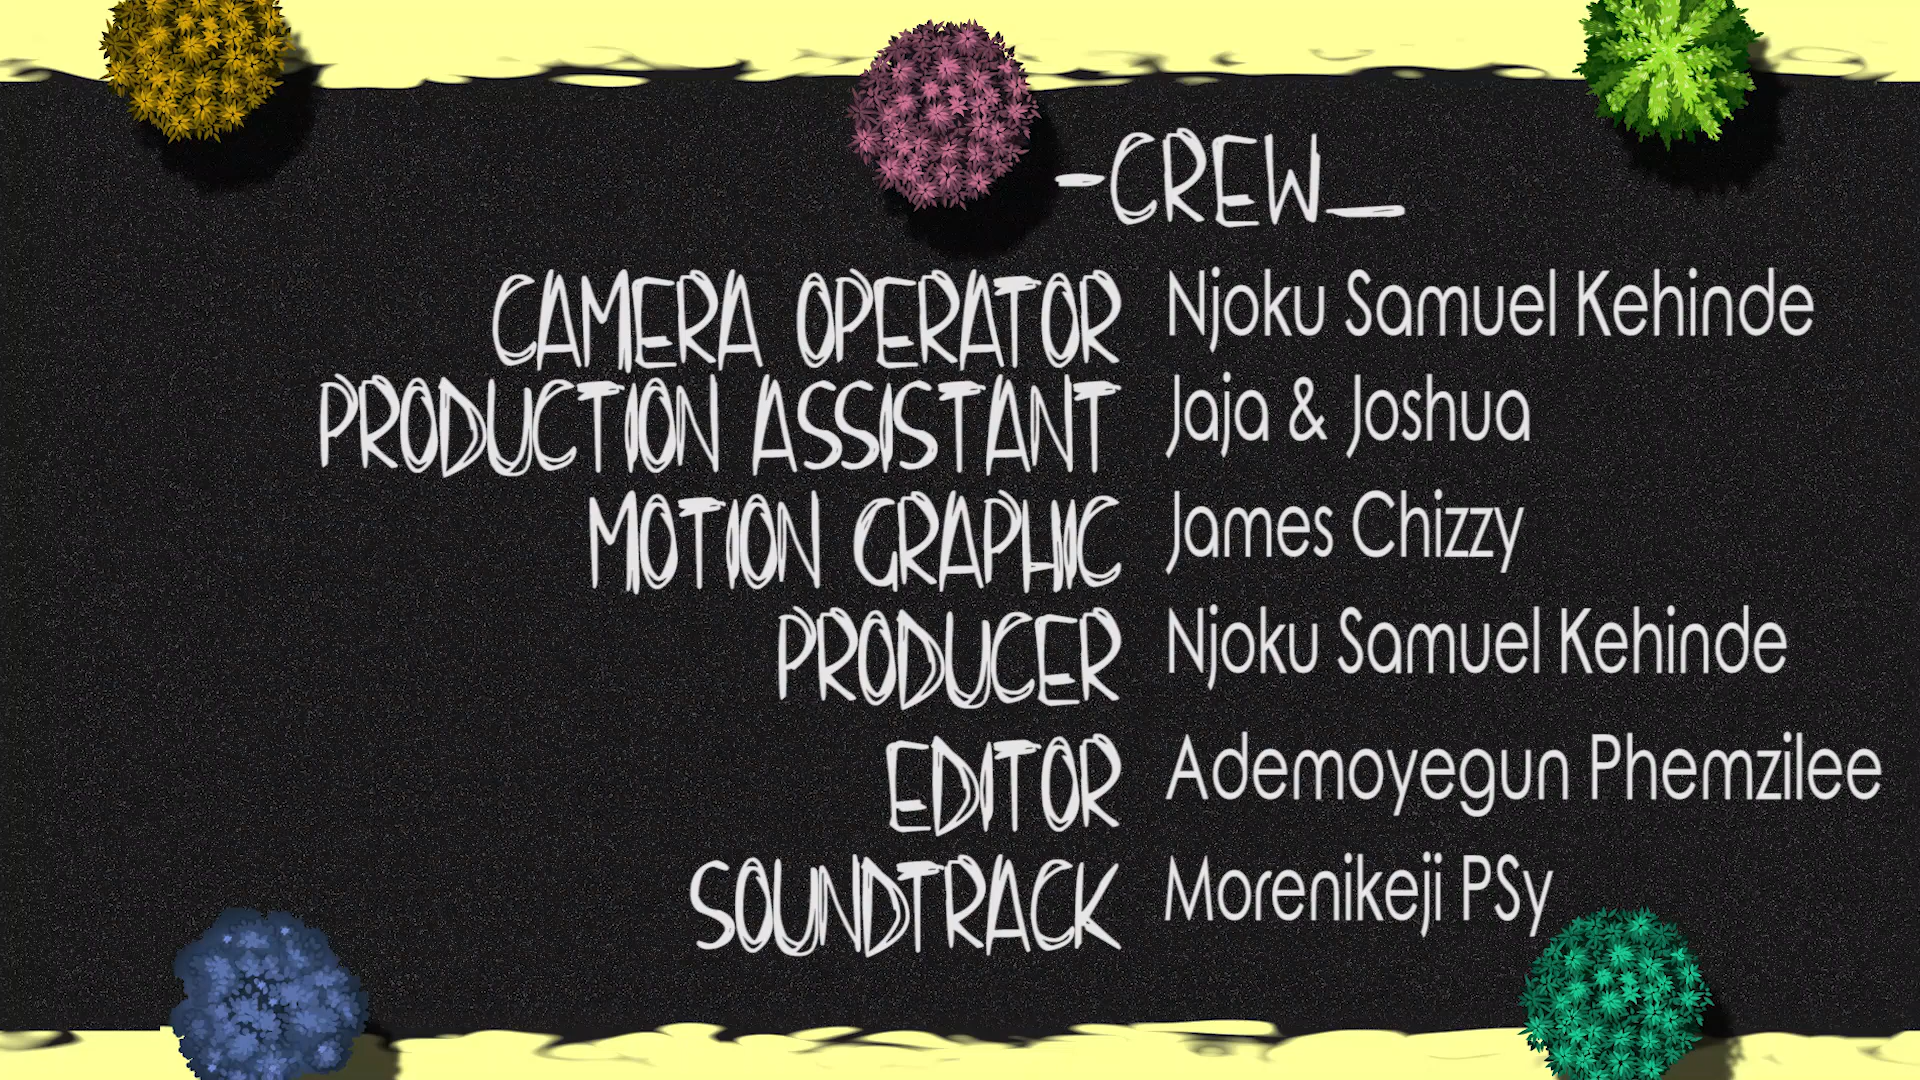 -CREW_
CAMERA OPERATOR Njoku Samuel Kehinde
PRODUCTION ASSISTANT Jaja & Joshua
MOTION GRAPHIC James Chizzy
PRODUCER Njoku Samuel Kehinde
EDITOR Ademoyegun Phemzilee
SOUNDTRACK Morenikeji PSy